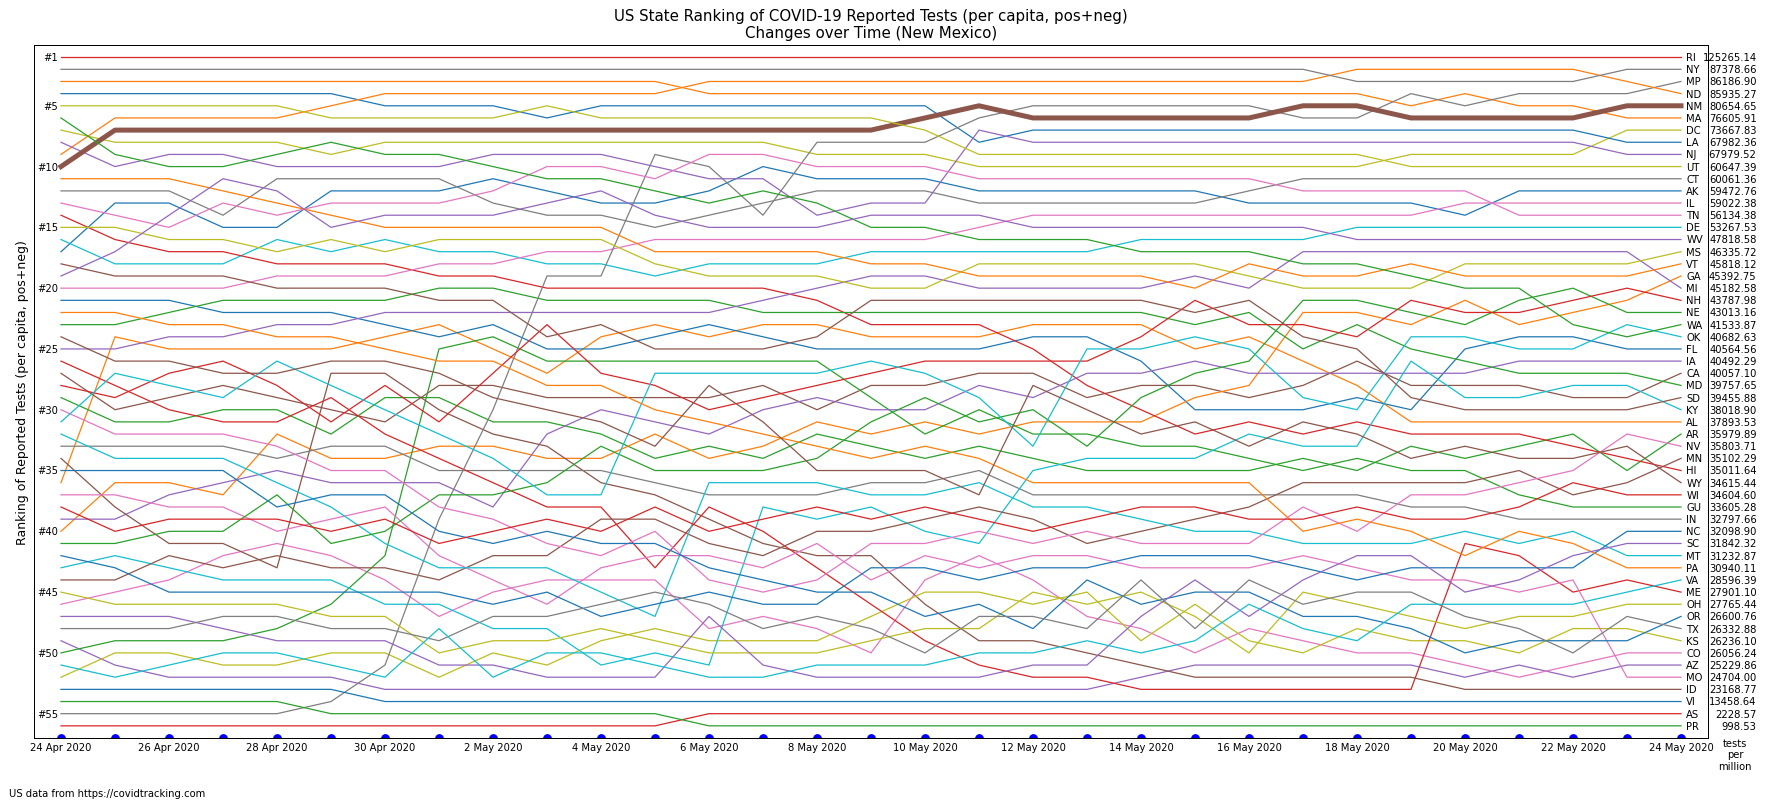 US State Ranking of COVID-19 Reported Tests (per capita, pos+neg)
Changes over Time (New Mexico)
Ranking of Reported Tests (per capita, pos+neg)
#1
#5
#10
#15
#20
#25
#30
#35
#40
#45
#50
#55
RI 125265.14
NY 87378.66
MP 86186.90
ND 85935.27
NM 80654.65
MA 76605.91
DC 73667.83
LA 67982.36
NJ 67979.52
UT 60647.39
CT 60061.36
AK 59472.76
IL 59022.38
TN 56134.38
DE 53267.53
WV 47818.58
MS 46335.72
VT 45818.12
GA 45392.75
MI 45182.58
NH 43787.98
NE 43013.16
WA 41533.87
OK 40682.63
FL 40564.56
IA 40492.29
CA 40057.10
MD 39757.65
SD 39455.88
KY 38018.90
AL 37893.53
AR 35979.89
NV 35803.71
MN 35102.29
HI 35011.64
WY 34615.44
WI 34604.60
GU 33605.28
IN 32797.66
NC 32098.90
SC 31842.32
MT 31232.87
PA 30940.11
VA 28596.39
ME 27901.10
OH 27765.44
OR 26600.76
TX 26332.88
KS 26236.10
CO 26056.24
AZ 25229.86
MO 24704.00
ID 23168.77
VI 13458.64
AS 2228.57
PR 998.53
24 Apr 2020 26 Apr 2020 28 Apr 2020 30 Apr 2020 2 May 2020 4 May 2020 6 May 2020 8 May 2020 10 May 2020 12 May 2020 14 May 2020 16 May 2020 18 May 2020 20 May 2020 22 May 2020 24 May 2020
tests
per
million
US data from https://covidtracking.com